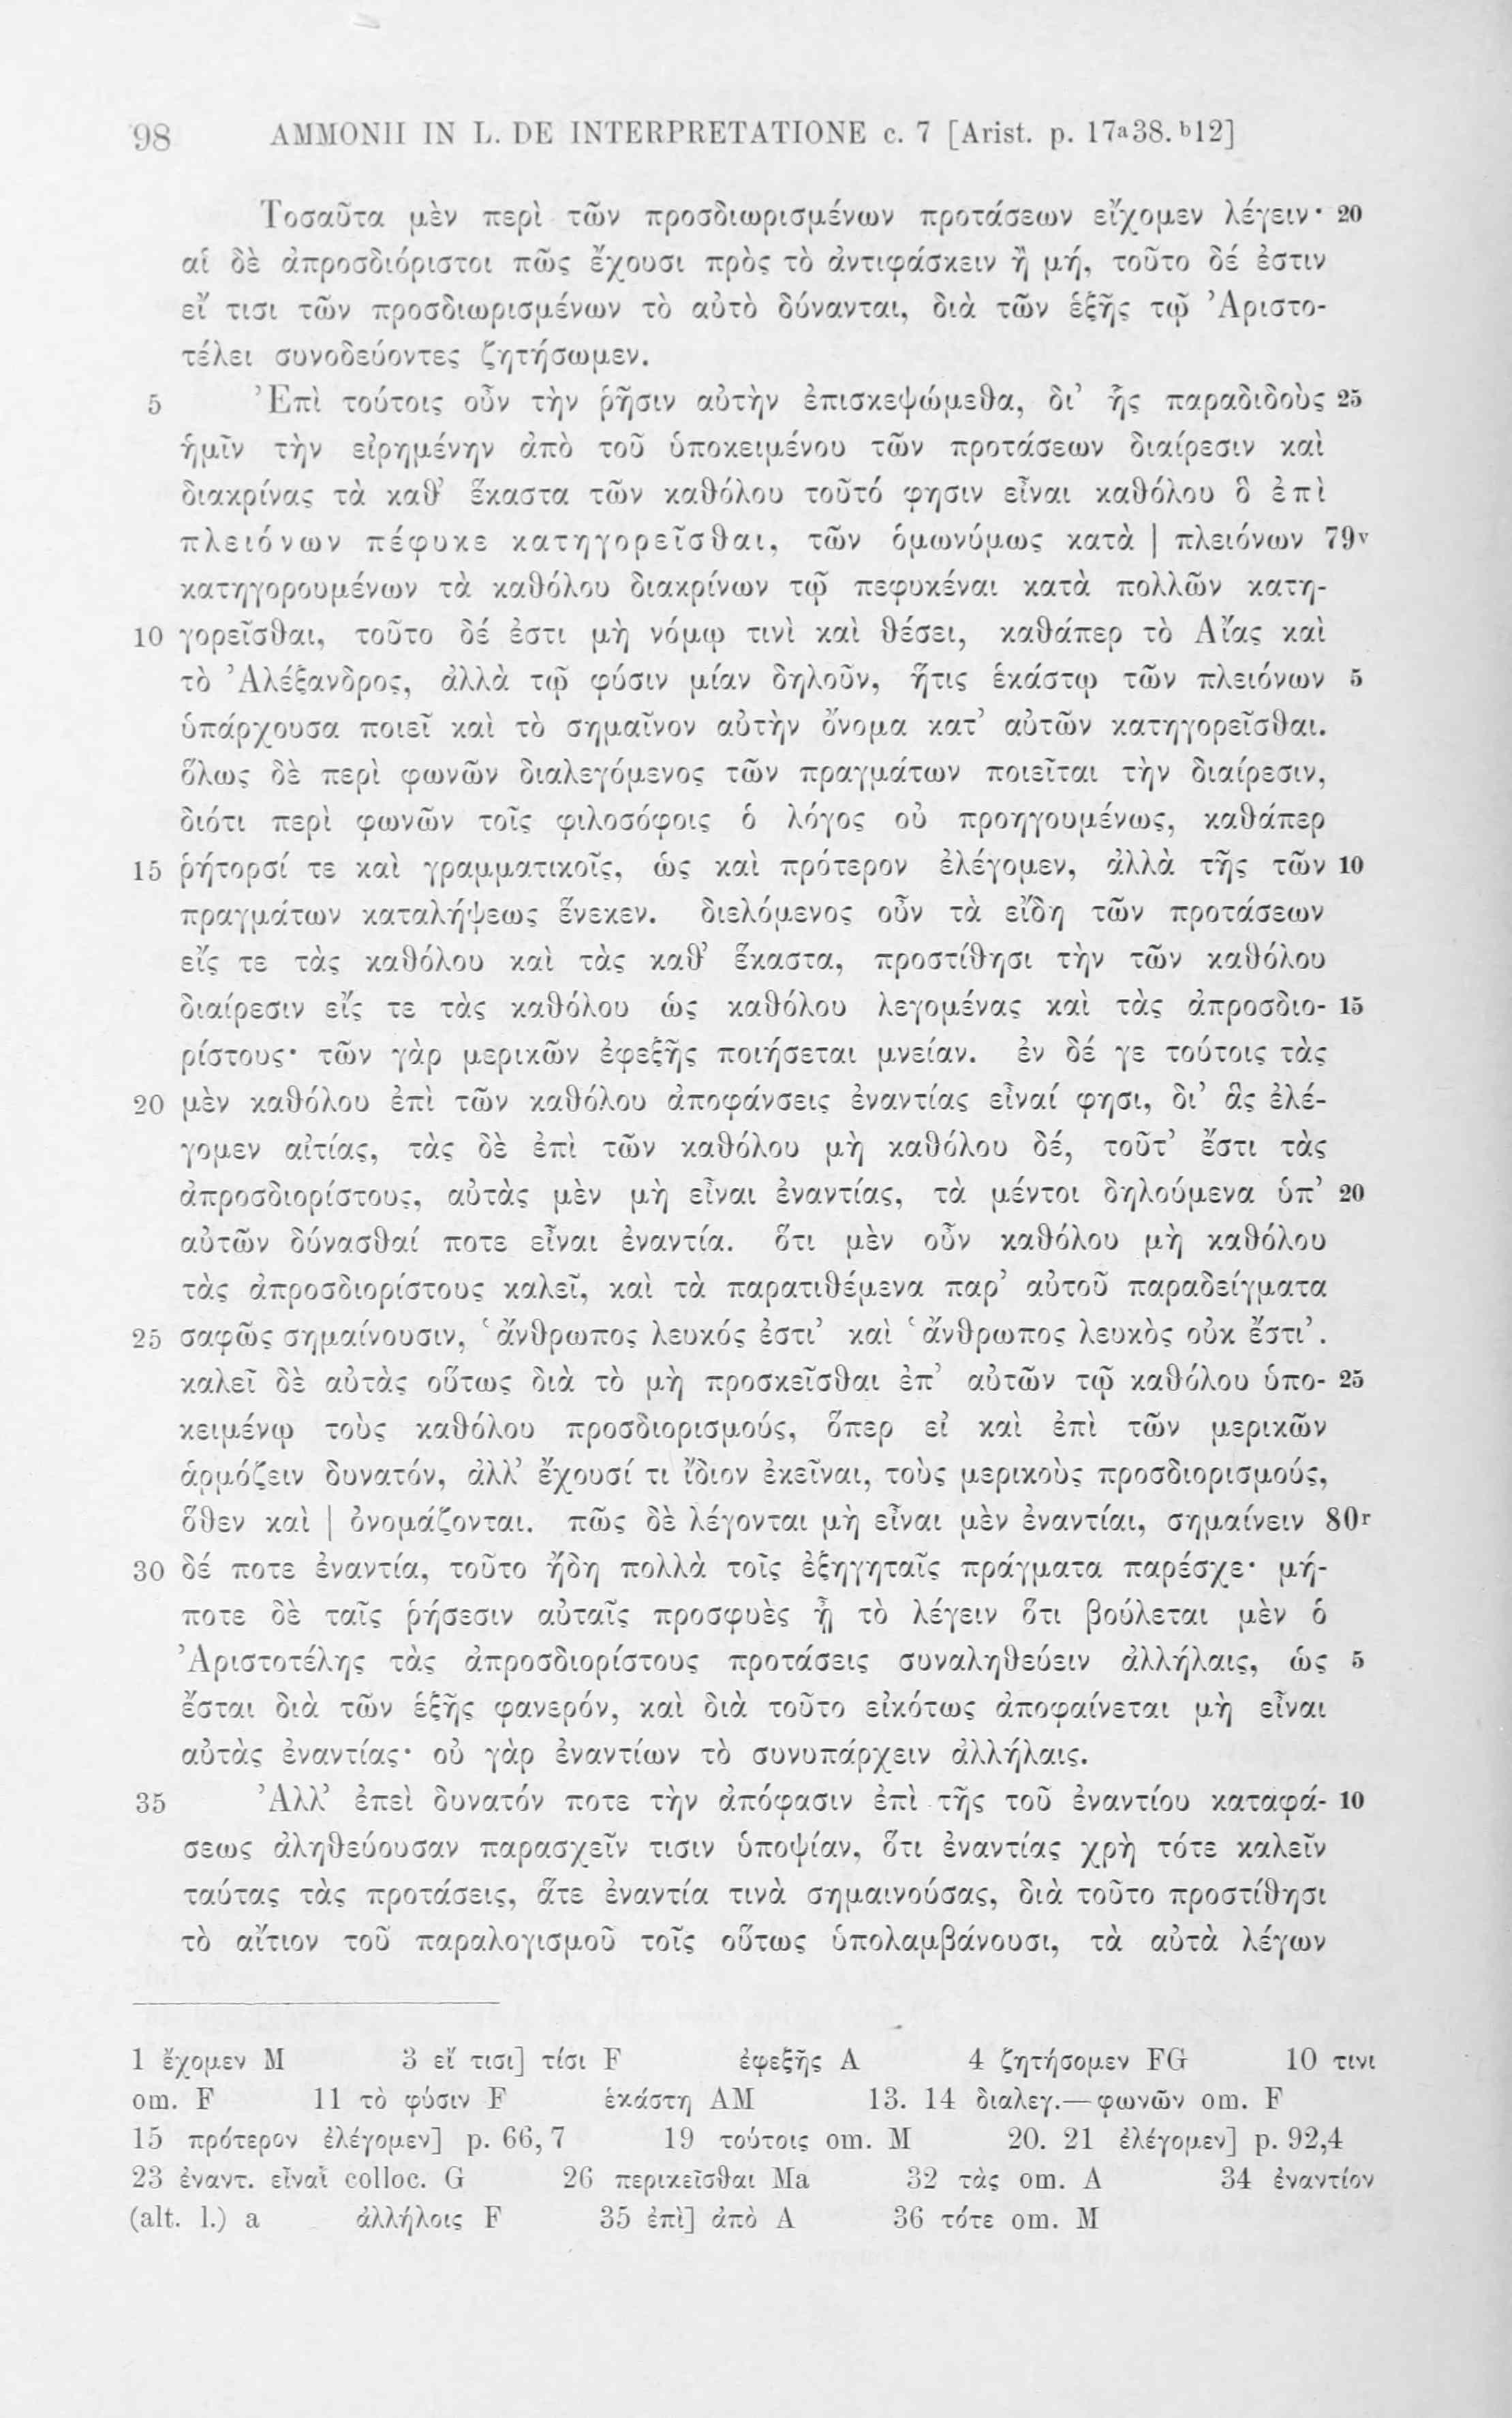 98 AMMONII IN L. DE INTERPRETATIONE c. 7 [Arist. p. 17a38. b12]
Τοσαῦτα μὲν περὶ τῶν προσδιωρισμένων προτάσεων εἴχομεν λέγειν· 20
αἱ δὲ ἀπροσδιόριστοι πῶς ἔχουσι πρὸς τὸ ἀντιφάσκειν ἢ μή, τοῦτο δέ ἐστιν
εἴ τισι τῶν προσδιωρισμένων τὸ αὐτὸ δύνανται, διὰ τῶν ἑξῆς τῷ Ἀριστο-
τέλει συνοδεύοντες ζητήσωμεν.
5 Ἐπὶ τούτοις οὖν τὴν ῥῆσιν αὐτὴν ἐπισκεψώμεθα, δι’ ἧς παραδιδοὺς 25
ἡμῖν τὴν εἰρημένην ἀπὸ τοῦ ὑποκειμένου τῶν προτάσεων διαίρεσιν καὶ
διακρίνας τὰ καθ’ ἕκαστα τῶν καθόλου τοῦτό φησιν εἶναι καθόλου ὃ ἐπὶ
πλειόνων πέφυκε κατηγορεῖσθαι, τῶν ὁμωνύμως κατὰ | πλειόνων 79v
κατηγορουμένων τὰ καθόλου διακρίνων τῷ πεφυκέναι κατὰ πολλῶν κατη-
10 γορεῖσθαι, τοῦτο δέ ἐστι μὴ νόμῳ τινὶ καὶ θέσει, καθάπερ τὸ Αἴας καὶ
τὸ Ἀλέξανδρος, ἀλλὰ τῷ φύσιν μίαν δηλοῦν, ἥτις ἑκάστῳ τῶν πλειόνων 5
ὑπάρχουσα ποιεῖ καὶ τὸ σημαῖνον αὐτὴν ὄνομα κατ’ αὐτῶν κατηγορεῖσθαι.
ὅλως δὲ περὶ φωνῶν διαλεγόμενος τῶν πραγμάτων ποιεῖται τὴν διαίρεσιν,
διότι περὶ φωνῶν τοῖς φιλοσόφοις ὁ λόγος οὐ προηγουμένως, καθάπερ
15 ῥήτορσί τε καὶ γραμματικοῖς, ὡς καὶ πρότερον ἐλέγομεν, ἀλλὰ τῆς τῶν 10
πραγμάτων καταλήψεως ἕνεκεν. διελόμενος οὖν τὰ εἴδη τῶν προτάσεων
εἴς τε τὰς καθόλου καὶ τὰς καθ’ ἕκαστα, προστίθησι τὴν τῶν καθόλου
διαίρεσιν εἴς τε τὰς καθόλου ὡς καθόλου λεγομένας καὶ τὰς ἀπροσδιο- 15
ρίστους· τῶν γὰρ μερικῶν ἐφεξῆς ποιήσεται μνείαν. ἐν δέ γε τούτοις τὰς
20 μὲν καθόλου ἐπὶ τῶν καθόλου ἀποφάνσεις ἐναντίας εἶναί φησι, δι’ ἃς ἐλέ-
γομεν αἰτίας, τὰς δὲ ἐπὶ τῶν καθόλου μὴ καθόλου δέ, τοῦτ’ ἔστι τὰς
ἀπροσδιορίστους, αὐτὰς μὲν μὴ εἶναι ἐναντίας, τὰ μέντοι δηλούμενα ὑπ’ 20
αὐτῶν δύνασθαί ποτε εἶναι ἐναντία. ὅτι μὲν οὖν καθόλου μὴ καθόλου
τὰς ἀπροσδιορίστους καλεῖ, καὶ τὰ παρατιθέμενα παρ’ αὐτοῦ παραδείγματα
25 σαφῶς σημαίνουσιν, ‘ἄνθρωπος λευκός ἐστι’ καὶ ‘ἄνθρωπος λευκὸς οὐκ ἔστι’.
καλεῖ δὲ αὐτὰς οὕτως διὰ τὸ μὴ προσκεῖσθαι ἐπ’ αὐτῶν τῷ καθόλου ὑπο- 25
κειμένῳ τοὺς καθόλου προσδιορισμούς, ὅπερ εἰ καὶ ἐπὶ τῶν μερικῶν
ἁρμόζειν δυνατόν, ἀλλ’ ἔχουσί τι ἴδιον ἐκεῖναι, τοὺς μερικοὺς προσδιορισμούς,
ὅθεν καὶ | ὀνομάζονται. πῶς δὲ λέγονται μὴ εἶναι μὲν ἐναντίαι, σημαίνειν 80r
30 δέ ποτε ἐναντία, τοῦτο ἤδη πολλὰ τοῖς ἐξηγηταῖς πράγματα παρέσχε· μή-
ποτε δὲ ταῖς ῥήσεσιν αὐταῖς προσφυὲς ᾖ τὸ λέγειν ὅτι βούλεται μὲν ὁ
Ἀριστοτέλης τὰς ἀπροσδιορίστους προτάσεις συναληθεύειν ἀλλήλαις, ὡς 5
ἔσται διὰ τῶν ἑξῆς φανερόν, καὶ διὰ τοῦτο εἰκότως ἀποφαίνεται μὴ εἶναι
αὐτὰς ἐναντίας· οὐ γὰρ ἐναντίων τὸ συνυπάρχειν ἀλλήλαις.
35 Ἀλλ’ ἐπεὶ δυνατόν ποτε τὴν ἀπόφασιν ἐπὶ τῆς τοῦ ἐναντίου καταφά- 10
σεως ἀληθεύουσαν παρασχεῖν τισιν ὑποψίαν, ὅτι ἐναντίας χρὴ τότε καλεῖν
ταύτας τὰς προτάσεις, ἅτε ἐναντία τινὰ σημαινούσας, διὰ τοῦτο προστίθησι
τὸ αἴτιον τοῦ παραλογισμοῦ τοῖς οὕτως ὑπολαμβάνουσι, τὰ αὐτὰ λέγων
1 ἔχομεν M 3 εἴ τισι] τίσι F ἐφεξῆς A 4 ζητήσομεν FG 10 τινι
om. F 11 τὸ φύσιν F ἑκάστη AM 13. 14 διαλεγ.—φωνῶν om. F
15 πρότερον ἐλέγομεν] p. 66,7 19 τούτοις om. M 20. 21 ἐλέγομεν] p. 92,4
23 ἐναντ. εἶναι colloc. G 26 περικεῖσθαι Ma 32 τὰς om. A 34 ἐναντίον
(alt. l.) a ἀλλήλοις F 35 ἐπὶ] ἀπὸ A 36 τότε om. M